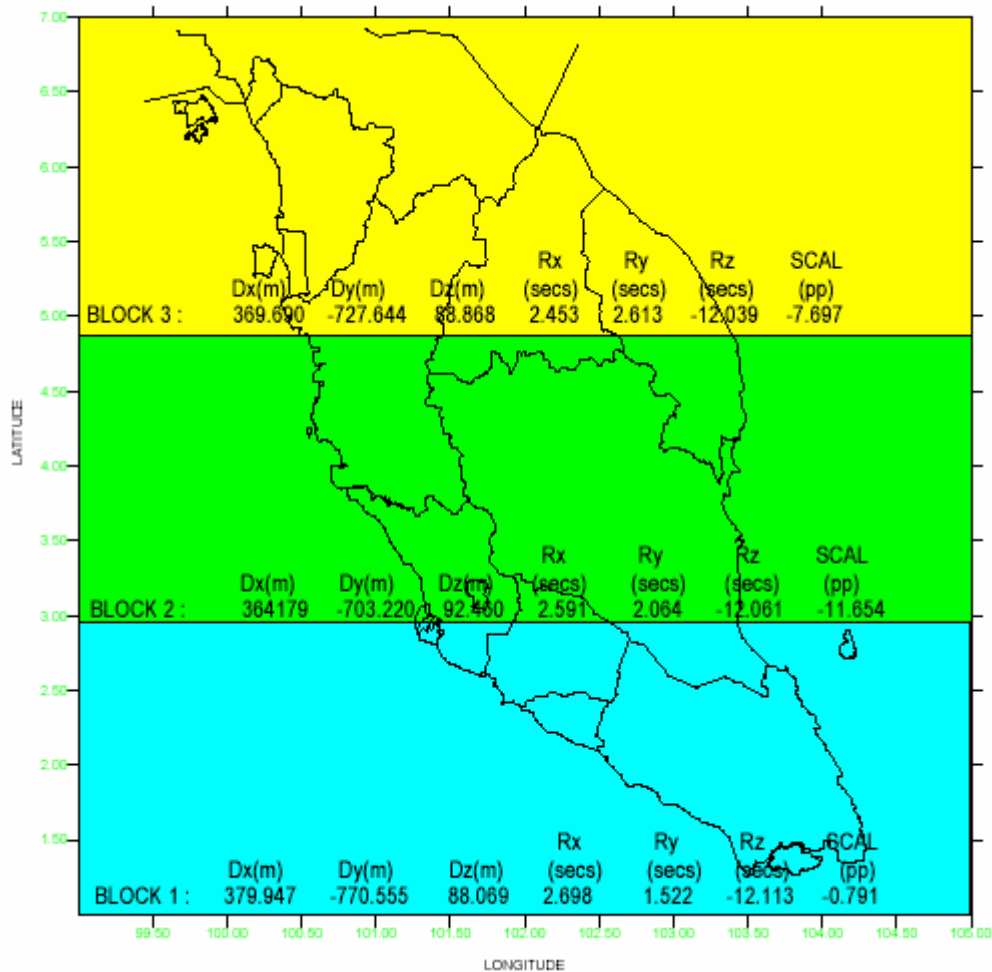 7.00
6.50
6.00
5.50
Rx Ry Rz SCAL
Dx(m) Dy(m) Dz(m) (secs) (secs) (secs) (pp)
BLOCK 3 : 369.690 -727.644 88.868 2.453 2.613 -12.039 -7.697
5.00
4.50
LATITUDE
4.00
3.50
Rx Ry Rz SCAL
Dx(m) Dy(m) Dz(m) (secs) (secs) (secs) (pp)
BLOCK 2 : 364179 -703.220 92.460 2.591 2.064 -12.061 -11.654
3.00
2.50
2.00
1.50
Rx Ry Rz SCAL
Dx(m) Dy(m) Dz(m) (secs) (secs) (secs) (pp)
BLOCK 1 : 379.947 -770.555 88.069 2.698 1.522 -12.113 -0.791
99.50 100.00 100.50 101.00 101.50 102.00 102.50 103.00 103.50 104.00 104.50 105.00
LONGITUDE